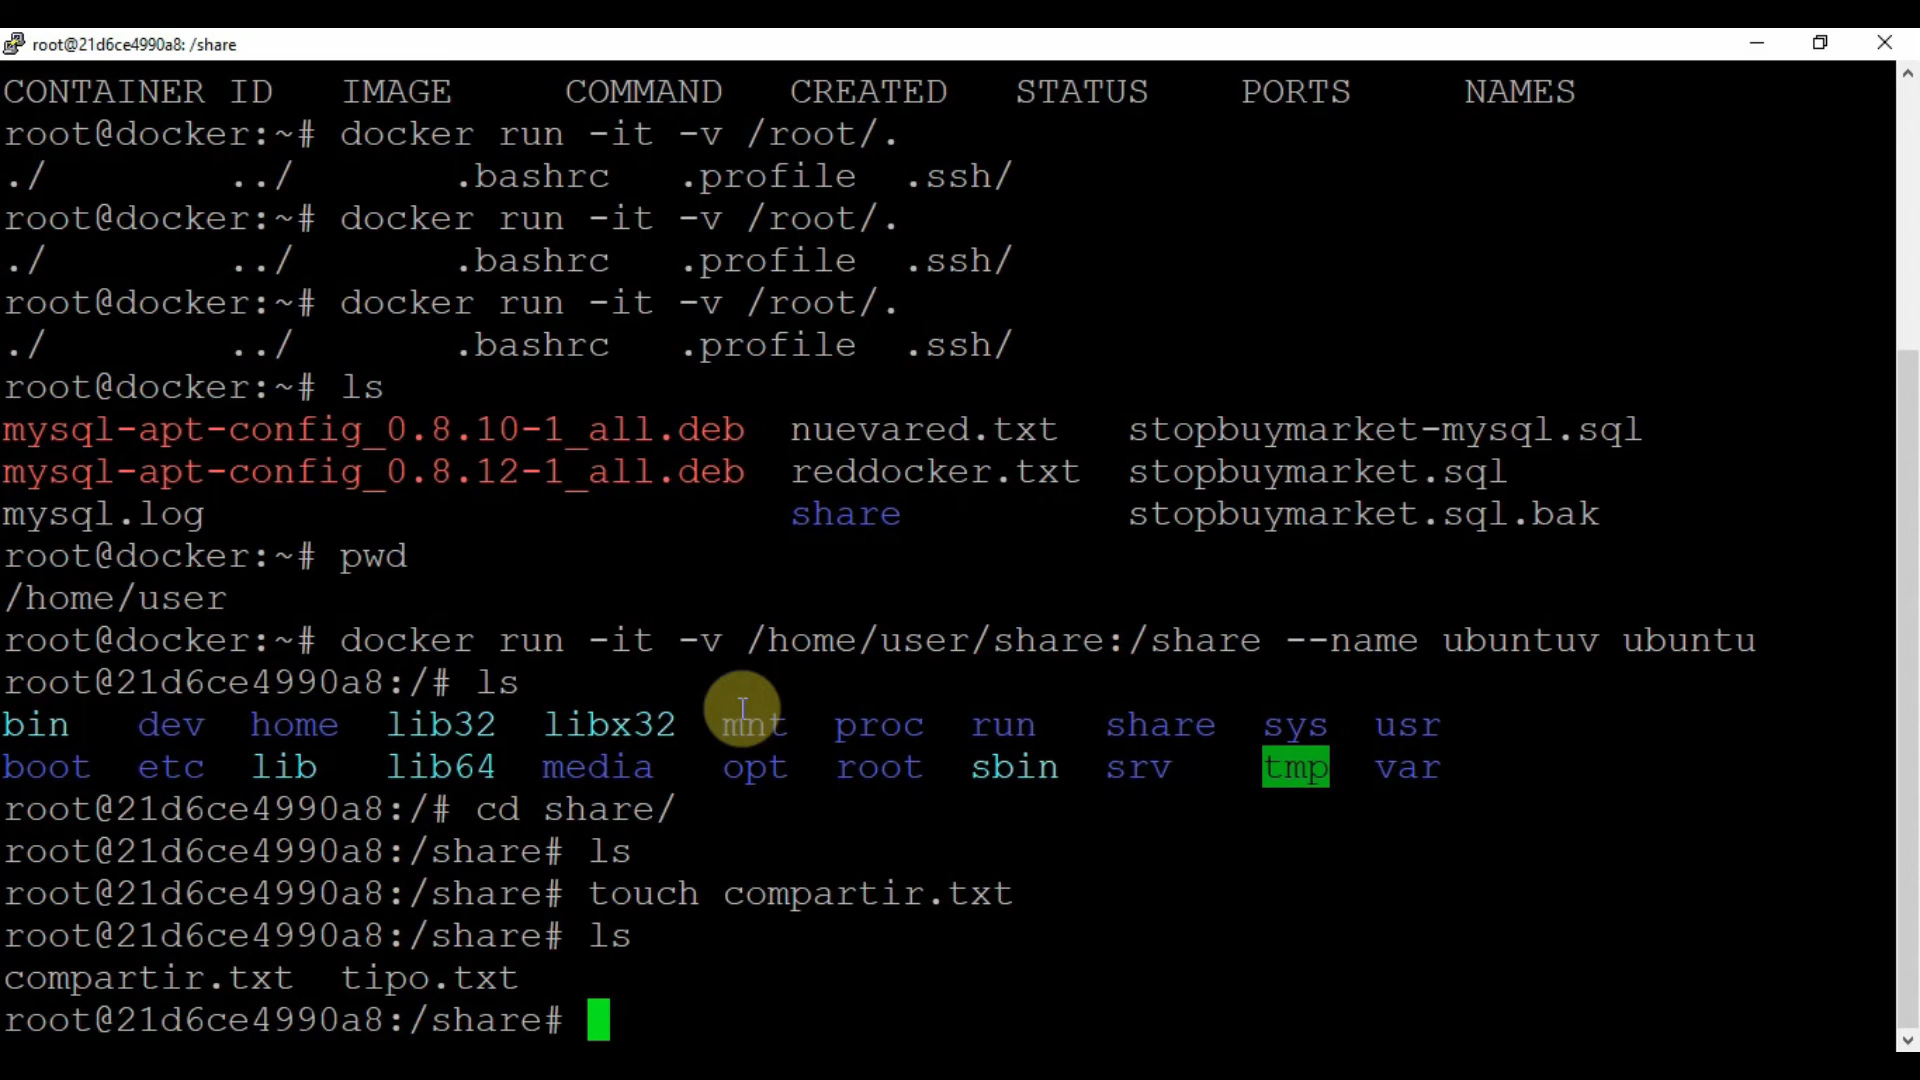 root@21d6ce4990a8: /share
CONTAINER ID   IMAGE     COMMAND   CREATED   STATUS    PORTS     NAMES
root@docker:~# docker run -it -v /root/.
./        ../       .bashrc   .profile  .ssh/
root@docker:~# docker run -it -v /root/.
./        ../       .bashrc   .profile  .ssh/
root@docker:~# docker run -it -v /root/.
./        ../       .bashrc   .profile  .ssh/
root@docker:~# ls
mysql-apt-config_0.8.10-1_all.deb  nuevared.txt   stopbuymarket-mysql.sql
mysql-apt-config_0.8.12-1_all.deb  reddocker.txt  stopbuymarket.sql
mysql.log                          share          stopbuymarket.sql.bak
root@docker:~# pwd
/home/user
root@docker:~# docker run -it -v /home/user/share:/share --name ubuntuv ubuntu
root@21d6ce4990a8:/# ls
bin   dev  home  lib32  libx32  mnt  proc  run   share  sys  usr
boot  etc  lib   lib64  media   opt  root  sbin  srv    tmp  var
root@21d6ce4990a8:/# cd share/
root@21d6ce4990a8:/share# ls
root@21d6ce4990a8:/share# touch compartir.txt
root@21d6ce4990a8:/share# ls
compartir.txt  tipo.txt
root@21d6ce4990a8:/share#